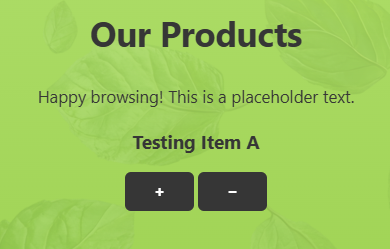 Our Products
Happy browsing! This is a placeholder text.
Testing Item A
+ −